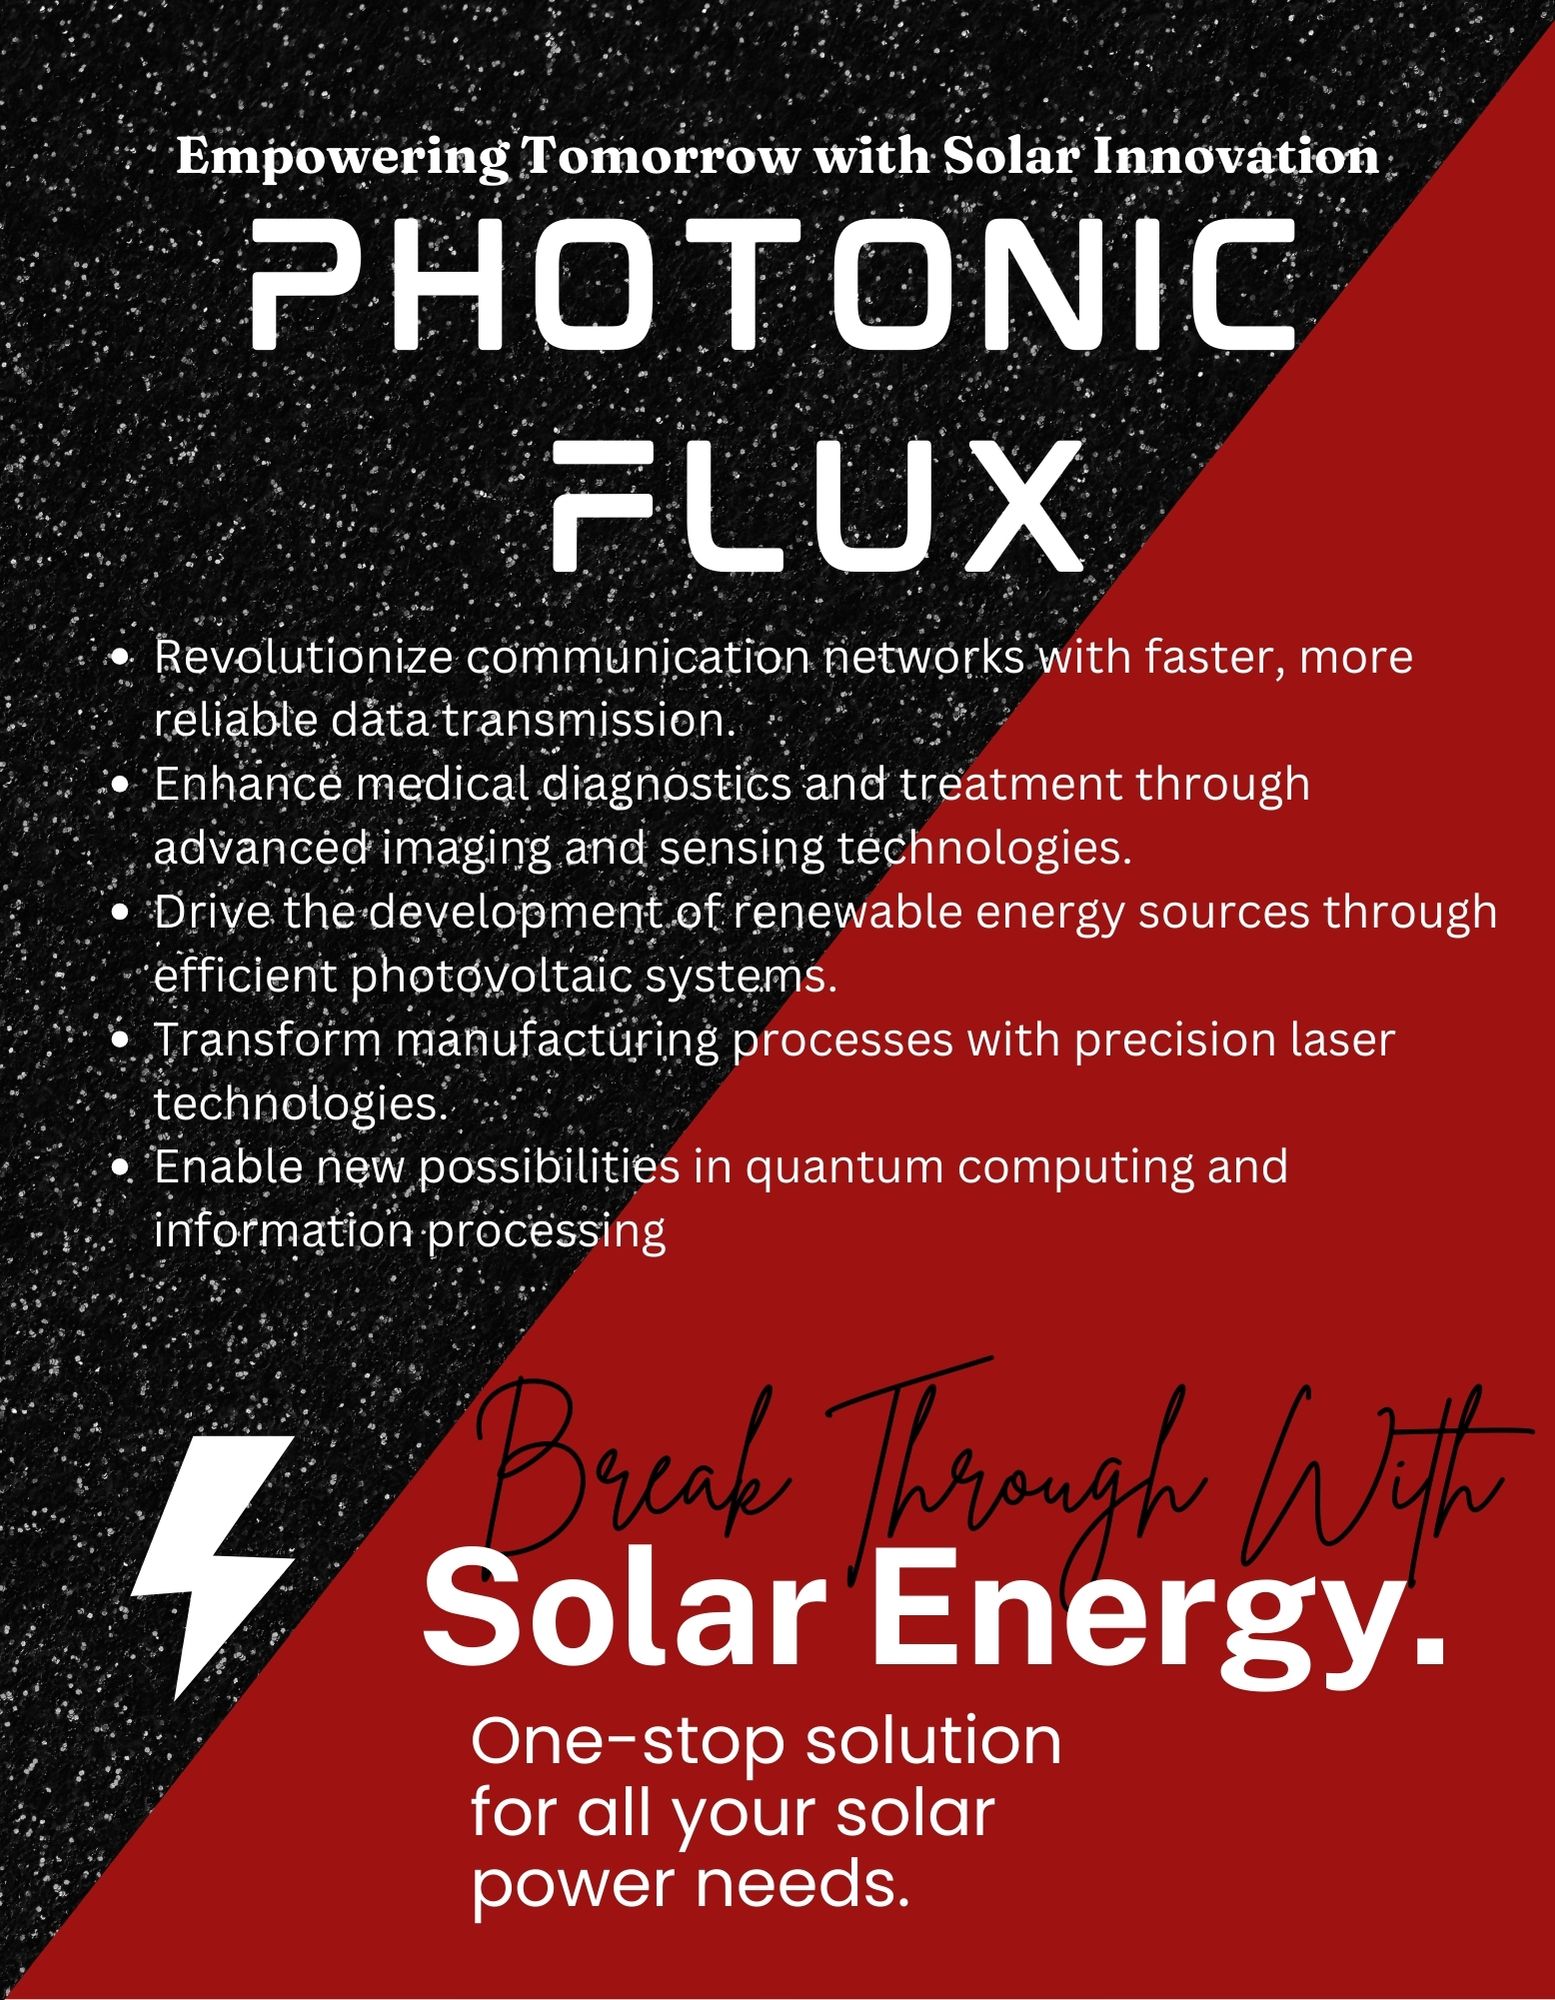 Empowering Tomorrow with Solar Innovation
PHOTONIC
FLUX
• Revolutionize communication networks with faster, more
reliable data transmission.
• Enhance medical diagnostics and treatment through
advanced imaging and sensing technologies.
• Drive the development of renewable energy sources through
efficient photovoltaic systems.
• Transform manufacturing processes with precision laser
technologies.
• Enable new possibilities in quantum computing and
information processing
Break Through With
Solar Energy.
One-stop solution
for all your solar
power needs.